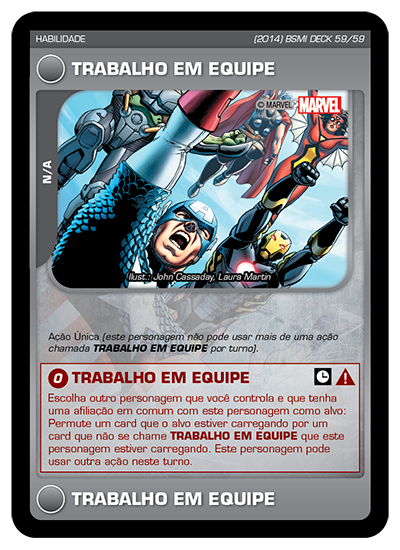 HABILIDADE
(2014) BSMI DECK 59/59
TRABALHO EM EQUIPE
© MARVEL MARVEL
N/A
Ilust.: John Cassaday, Laura Martin
Ação Única (este personagem não pode usar mais de uma ação
chamada TRABALHO EM EQUIPE por turno).
0 TRABALHO EM EQUIPE
Escolha outro personagem que você controla e que tenha
uma afiliação em comum com este personagem como alvo:
Permute um card que o alvo estiver carregando por um
card que não se chame TRABALHO EM EQUIPE que este
personagem estiver carregando. Este personagem pode
usar outra ação neste turno.
TRABALHO EM EQUIPE